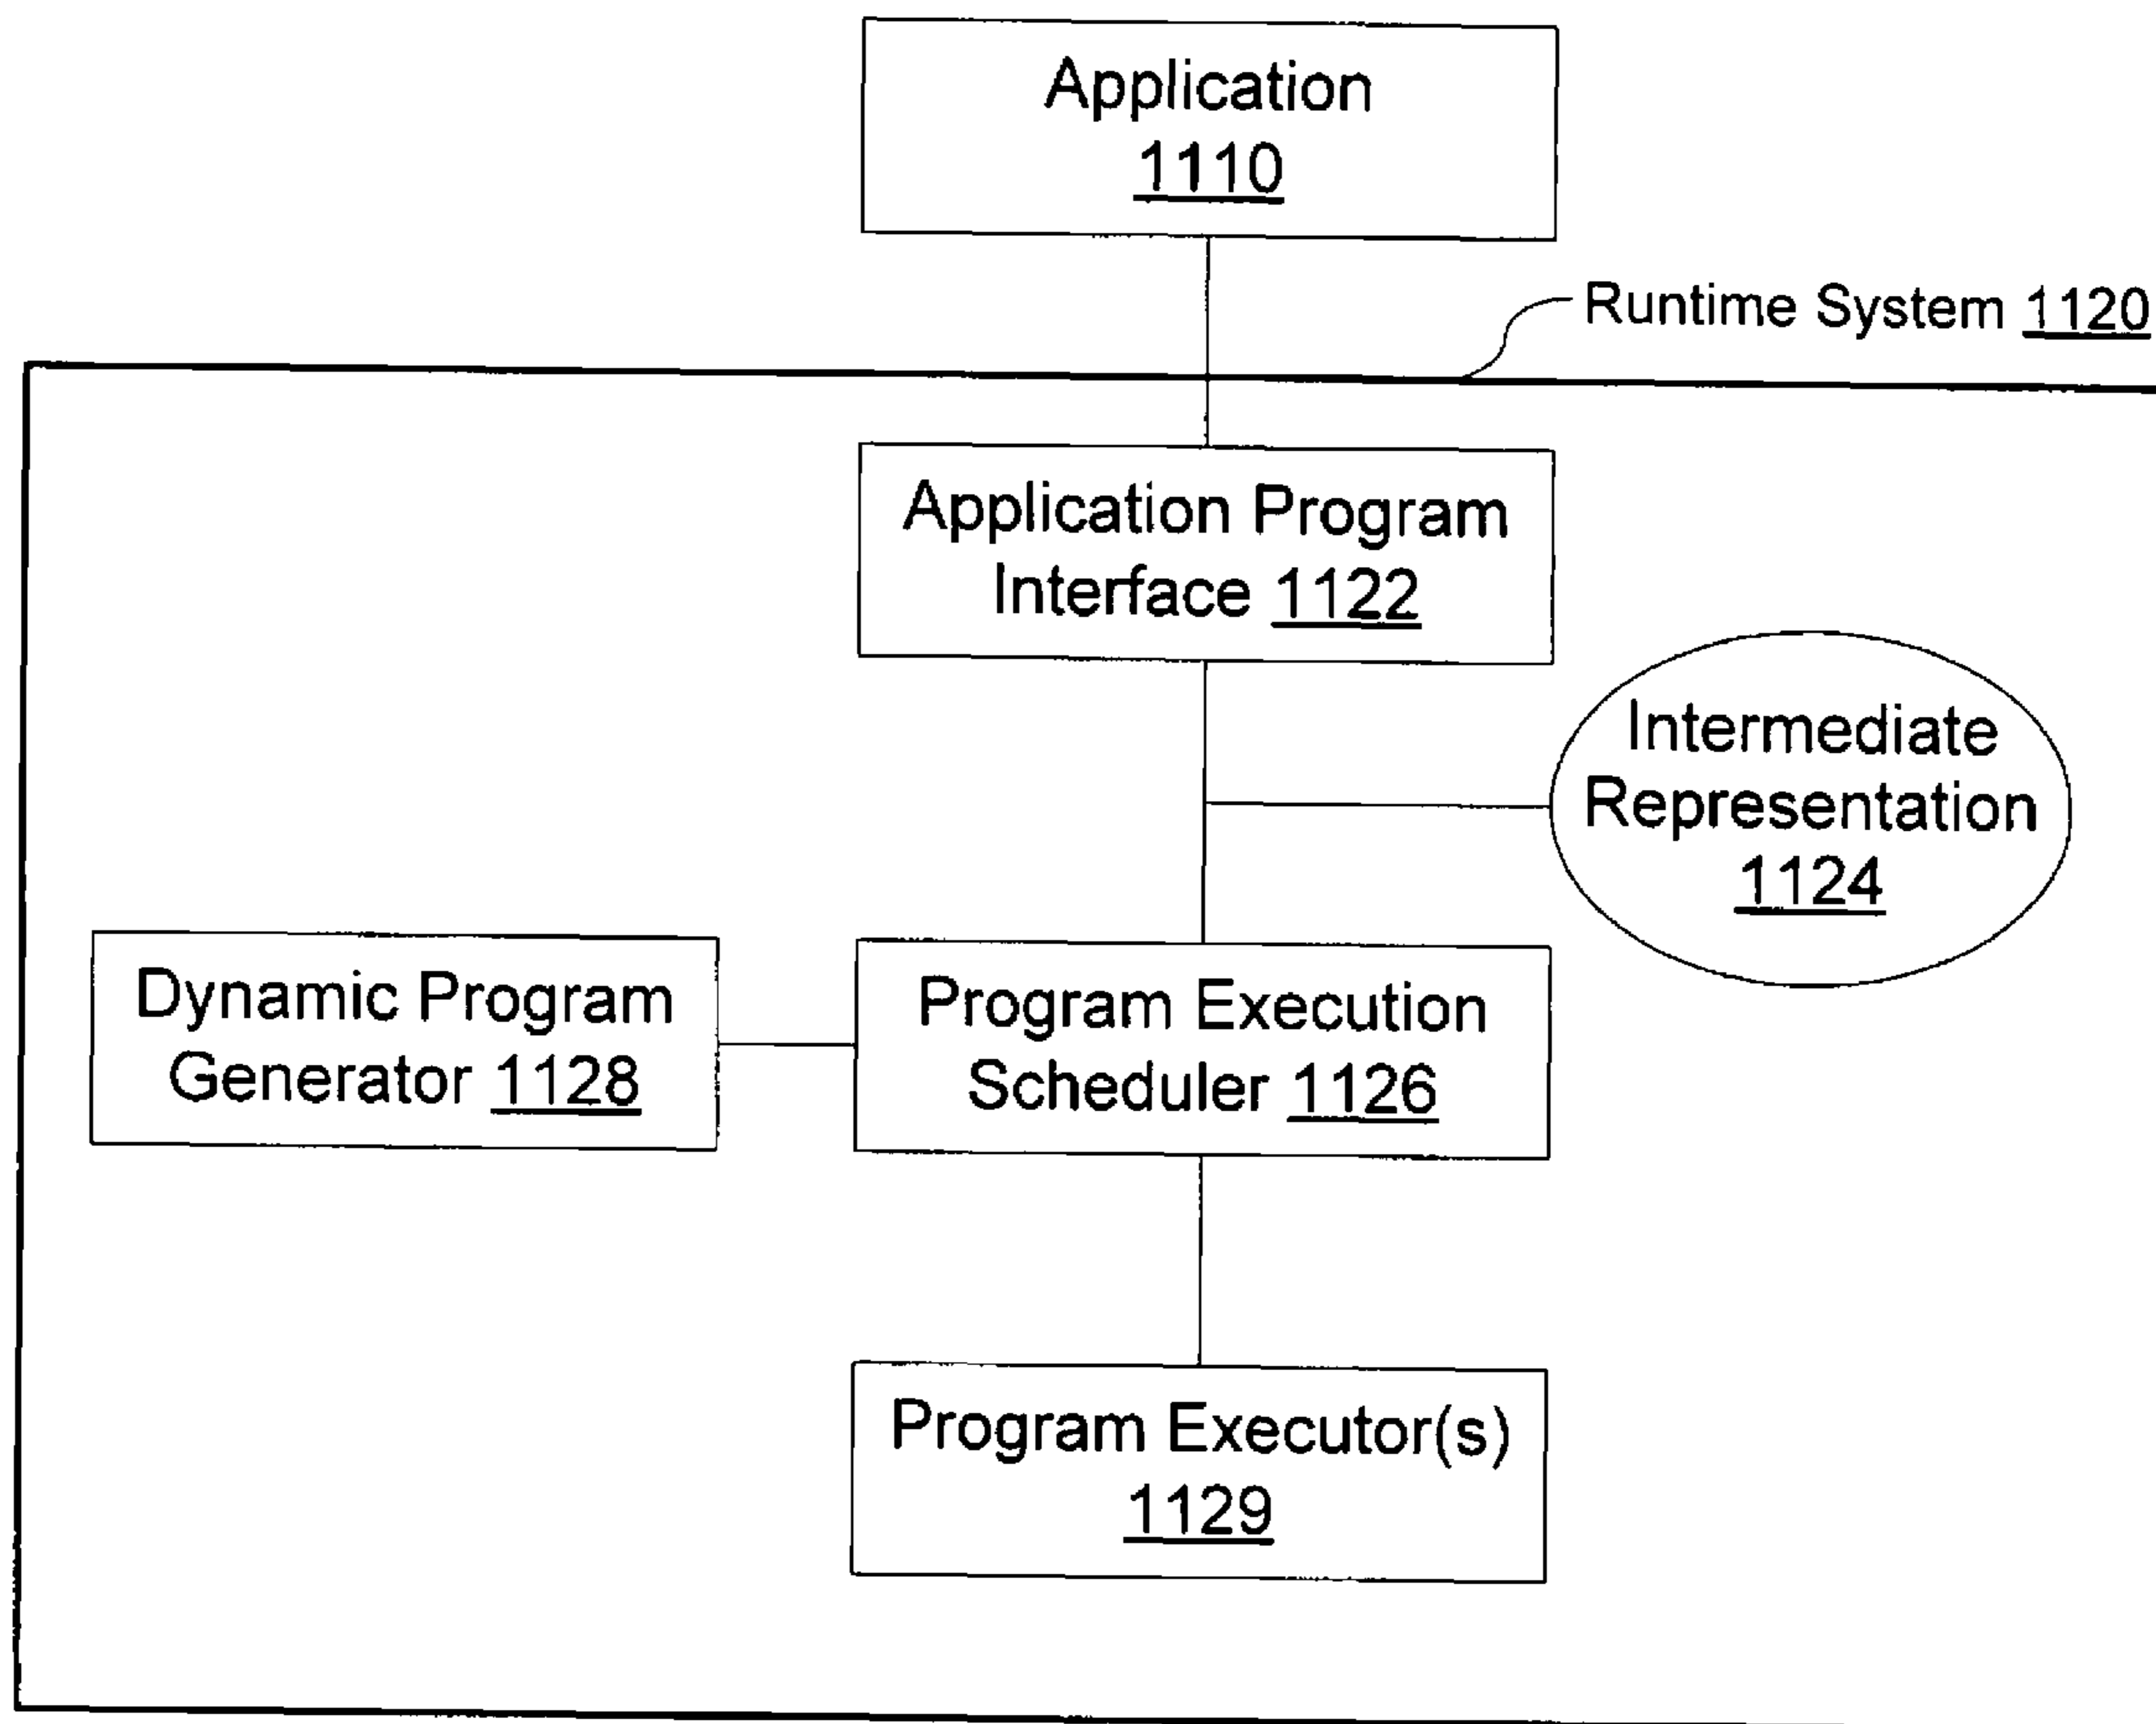 Application
1110
Runtime System 1120
Application Program
Interface 1122
Intermediate
Representation
1124
Dynamic Program
Generator 1128
Program Execution
Scheduler 1126
Program Executor(s)
1129